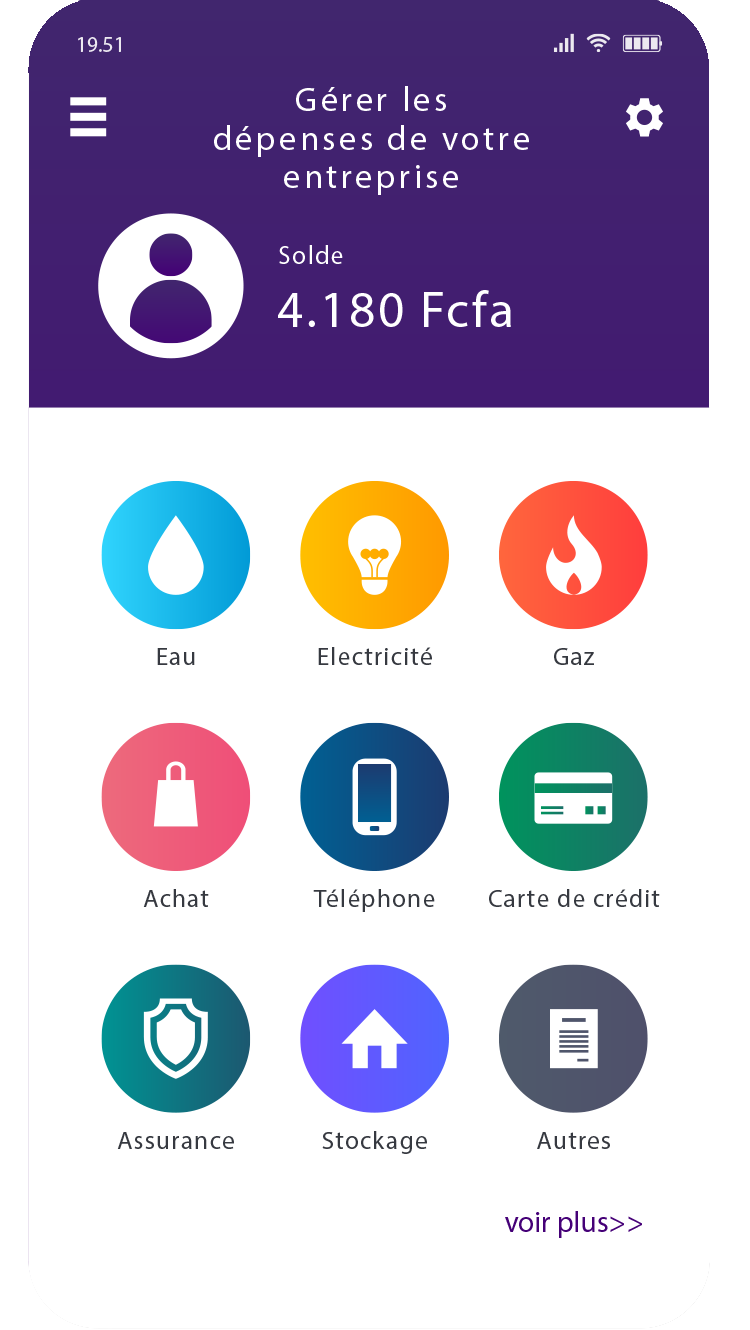 19.51
Gérer les
dépenses de votre
entreprise
Solde
4.180 Fcfa
Eau
Electricité
Gaz
Achat
Téléphone
Carte de crédit
Assurance
Stockage
Autres
voir plus>>